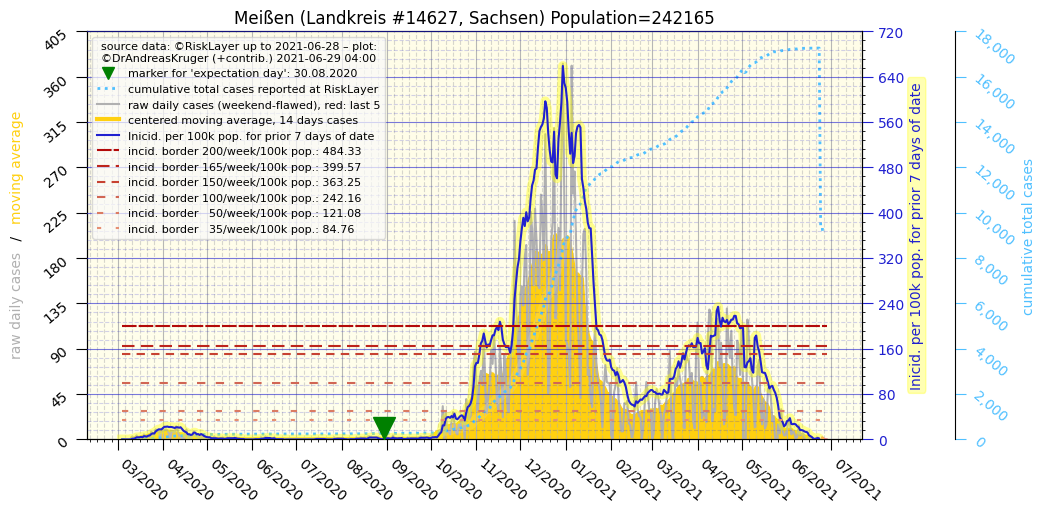 Meißen (Landkreis #14627, Sachsen) Population=242165
source data: ©RiskLayer up to 2021-06-28 – plot:
©DrAndreasKruger (+contrib.) 2021-06-29 04:00
marker for 'expectation day': 30.08.2020
cumulative total cases reported at RiskLayer
raw daily cases (weekend-flawed), red: last 5
centered moving average, 14 days cases
Inicid. per 100k pop. for prior 7 days of date
incid. border 200/week/100k pop.: 484.33
incid. border 165/week/100k pop.: 399.57
incid. border 150/week/100k pop.: 363.25
incid. border 100/week/100k pop.: 242.16
incid. border   50/week/100k pop.: 121.08
incid. border   35/week/100k pop.: 84.76
raw daily cases / moving average
405
360
315
270
225
180
135
90
45
0
03/2020
04/2020
05/2020
06/2020
07/2020
08/2020
09/2020
10/2020
11/2020
12/2020
01/2021
02/2021
03/2021
04/2021
05/2021
06/2021
07/2021
720
640
560
480
400
320
240
160
80
0
Inicid. per 100k pop. for prior 7 days of date
18,000
16,000
14,000
12,000
10,000
8,000
6,000
4,000
2,000
0
cumulative total cases